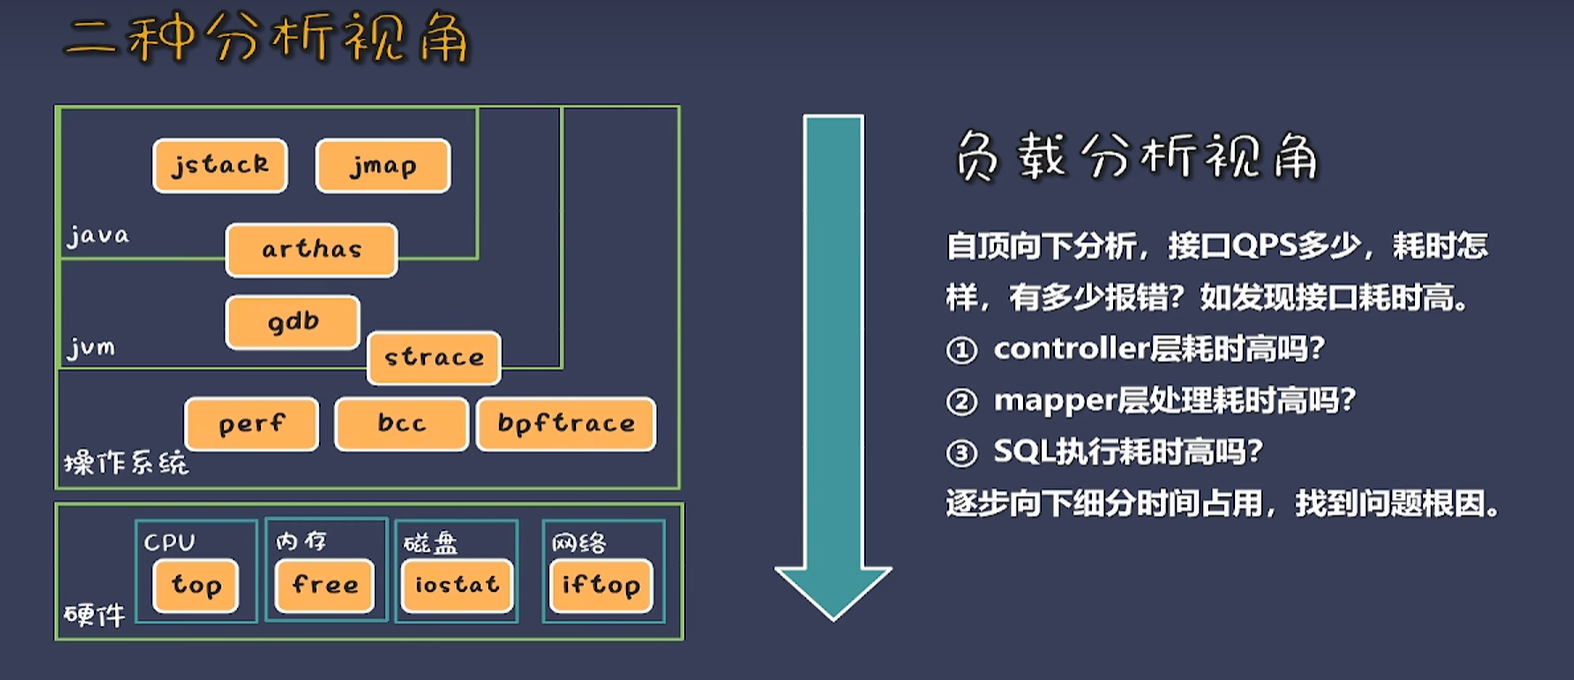 二种分析视角
jstack
jmap
java
arthas
gdb
jvm
strace
perf
bcc
bpftrace
操作系统
CPU
内存
磁盘
网络
top
free
iostat
iftop
硬件
负载分析视角
自顶向下分析，接口QPS多少，耗时怎
样，有多少报错？如发现接口耗时高。
① controller层耗时高吗？
② mapper层处理耗时高吗？
③ SQL执行耗时高吗？
逐步向下细分时间占用，找到问题根因。